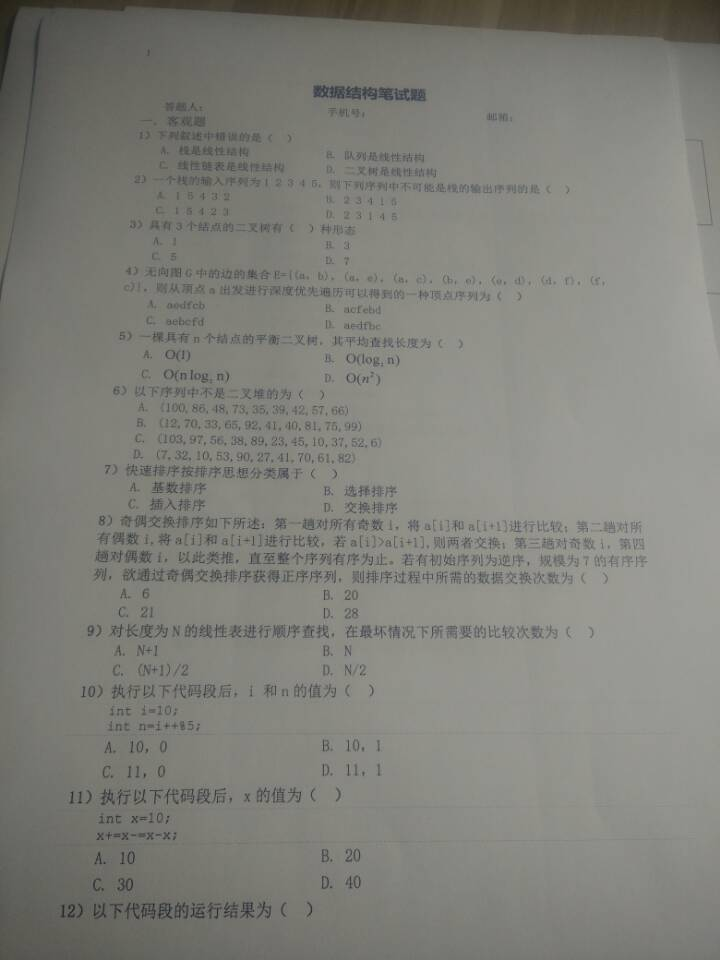 1
数据结构笔试题
答题人： 手机号： 邮箱：
一. 客观题
1）下列叙述中错误的是（ ）
A. 栈是线性结构 B. 队列是线性结构
C. 线性链表是线性结构 D. 二叉树是线性结构
2）一个栈的输入序列为1 2 3 4 5，则下列序列中不可能是栈的输出序列的是（ ）
A. 1 5 4 3 2 B. 2 3 4 1 5
C. 1 5 4 2 3 D. 2 3 1 4 5
3）具有3个结点的二叉树有（ ）种形态
A. 1 B. 3
C. 5 D. 7
4）无向图G中的边的集合E={(a, b), (a, e), (a, c), (b, e), (e, d), (d, f), (f,
c)}，则从顶点a出发进行深度优先遍历可以得到的一种顶点序列为（ ）
A. aedfcb B. acfebd
C. aebcfd D. aedfbc
5）一棵具有n个结点的平衡二叉树，其平均查找长度为（ ）
A. O(1) B. O(log₂ n)
C. O(n log₂ n) D. O(n²)
6）以下序列中不是二叉堆的为（ ）
A. (100,86,48,73,35,39,42,57,66)
B. (12,70,33,65,92,41,40,81,75,99)
C. (103,97,56,38,89,23,45,10,37,52,6)
D. (7,32,10,53,90,27,41,70,61,82)
7）快速排序按排序思想分类属于（ ）
A. 基数排序 B. 选择排序
C. 插入排序 D. 交换排序
8）奇偶交换排序如下所述：第一趟对所有奇数i，将a[i]和a[i+1]进行比较；第二趟对所
有偶数i,将a[i]和a[i+1]进行比较，若a[i]>a[i+1],则两者交换；第三趟对奇数i，第四
趟对偶数i，以此类推，直至整个序列有序为止。若有初始序列为逆序，规模为7的有序序
列，欲通过奇偶交换排序获得正序序列，则排序过程中所需的数据交换次数为（ ）
A. 6 B. 20
C. 21 D. 28
9）对长度为N的线性表进行顺序查找，在最坏情况下所需要的比较次数为（ ）
A. N+1 B. N
C. (N+1)/2 D. N/2
10）执行以下代码段后，i 和n的值为（ ）
int i=10;
int n=i++%5;
A. 10, 0 B. 10, 1
C. 11, 0 D. 11, 1
11）执行以下代码段后，x的值为（ ）
int x=10;
x+=x-=x-x;
A. 10 B. 20
C. 30 D. 40
12）以下代码段的运行结果为（ ）